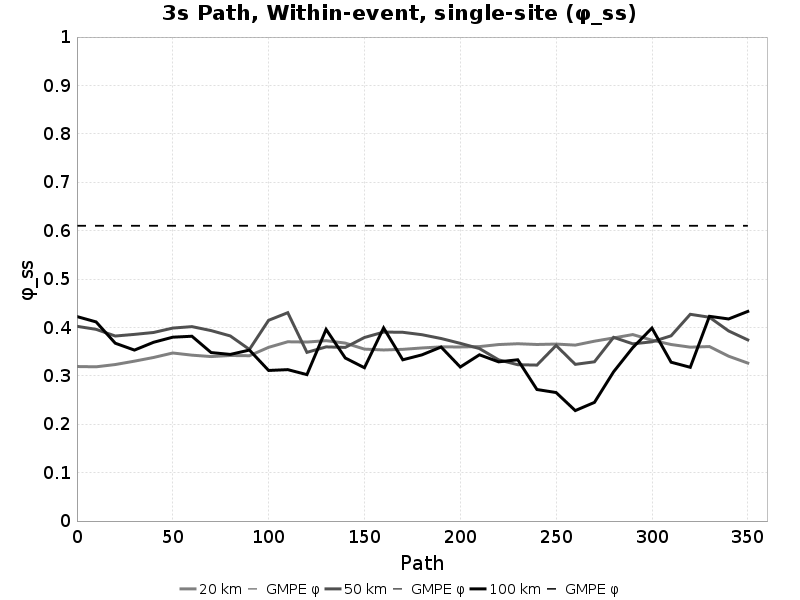 3s Path, Within-event, single-site (φ_ss)
1
0.9
0.8
0.7
0.6
0.5
0.4
0.3
0.2
0.1
0
φ_ss
0 50 100 150 200 250 300 350
Path
20 km GMPE φ 50 km GMPE φ 100 km GMPE φ